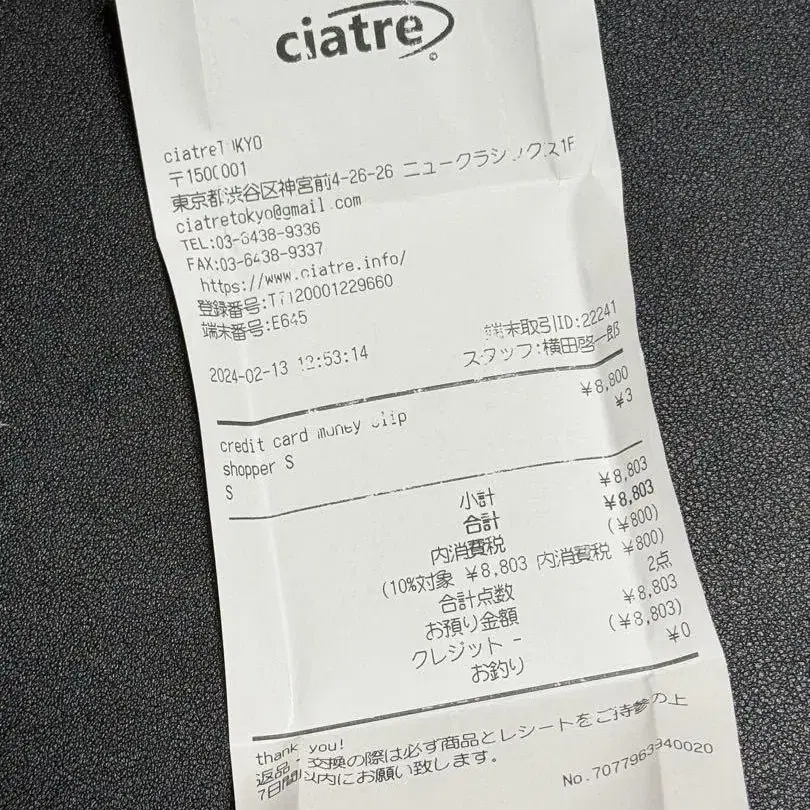 ciatre
〒150C001
東京都渋谷区神宮前4-26-26 ニュークラシックス1F
ciatretokyo@gmail.com
TEL:03-6438-9336
FAX:03-6438-9337
https://www.ciatre.info/
登録番号:T7120001229660
端末番号:E645
端末取引ID:22241
2024-02-13 12:53:14
スタッフ:横田啓一郎
credit card money clip ¥8,800
shopper S ¥3
S
小計 ¥8,803
合計 ¥8,803
内消費税 (¥800)
(10%対象 ¥8,803 内消費税 ¥800)
合計点数 2点
お預り金額 ¥8,803
クレジット - (¥8,803)
お釣り ¥0
thank you!
返品・交換の際は必ず商品とレシートをご持参の上
7日間以内にお願い致します。
No.7077963940020